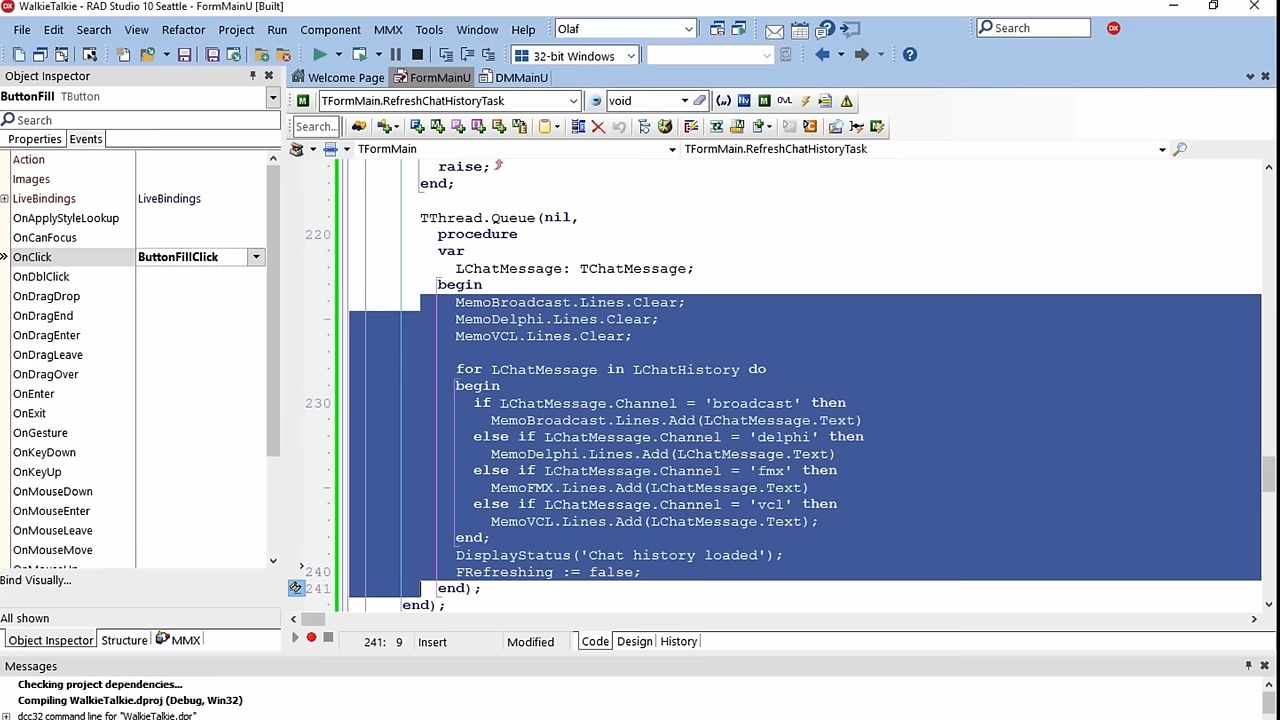 WalkieTalkie - RAD Studio 10 Seattle - FormMainU [Built]
File Edit Search View Refactor Project Run Component MMX Tools Window Help
Olaf
Search
32-bit Windows
Object Inspector
ButtonFill TButton
Search
Properties Events
Action
Images
LiveBindings LiveBindings
OnApplyStyleLookup
OnCanFocus
OnClick ButtonFillClick
OnDblClick
OnDragDrop
OnDragEnd
OnDragEnter
OnDragLeave
OnDragOver
OnEnter
OnExit
OnGesture
OnKeyDown
OnKeyUp
OnMouseDown
OnMouseEnter
OnMouseLeave
OnMouseMove
Bind Visually...
All shown
Object Inspector Structure MMX
Welcome Page FormMainU DMMainU
TFormMain.RefreshChatHistoryTask void
Search...
TFormMain TFormMain.RefreshChatHistoryTask
raise;
end;
TThread.Queue(nil,
220 procedure
var
LChatMessage: TChatMessage;
begin
MemoBroadcast.Lines.Clear;
MemoDelphi.Lines.Clear;
MemoVCL.Lines.Clear;
for LChatMessage in LChatHistory do
begin
230 if LChatMessage.Channel = 'broadcast' then
MemoBroadcast.Lines.Add(LChatMessage.Text)
else if LChatMessage.Channel = 'delphi' then
MemoDelphi.Lines.Add(LChatMessage.Text)
else if LChatMessage.Channel = 'fmx' then
MemoFMX.Lines.Add(LChatMessage.Text)
else if LChatMessage.Channel = 'vcl' then
MemoVCL.Lines.Add(LChatMessage.Text);
end;
DisplayStatus('Chat history loaded');
240 FRefreshing := false;
241 end);
end);
241: 9 Insert Modified Code Design History
Messages
Checking project dependencies...
Compiling WalkieTalkie.dproj (Debug, Win32)
dcc32 command line for "WalkieTalkie.dpr"